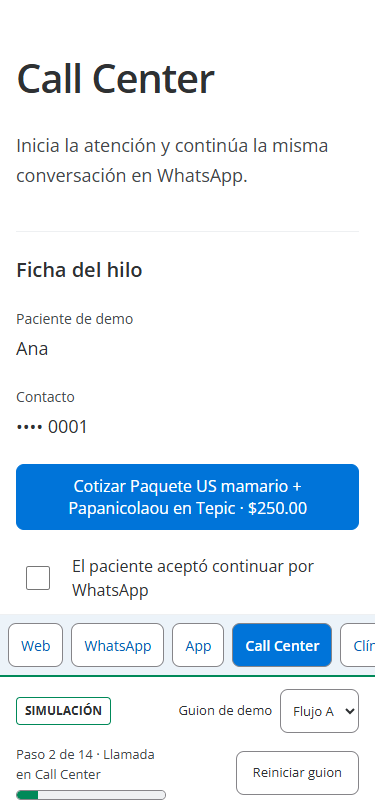 Call Center
Inicia la atención y continúa la misma
conversación en WhatsApp.
Ficha del hilo
Paciente de demo
Ana
Contacto
•••• 0001
Cotizar Paquete US mamario +
Papanicolaou en Tepic · $250.00
El paciente aceptó continuar por
WhatsApp
Web WhatsApp App Call Center Clín
SIMULACIÓN Guion de demo Flujo A
Paso 2 de 14 · Llamada
en Call Center
Reiniciar guion